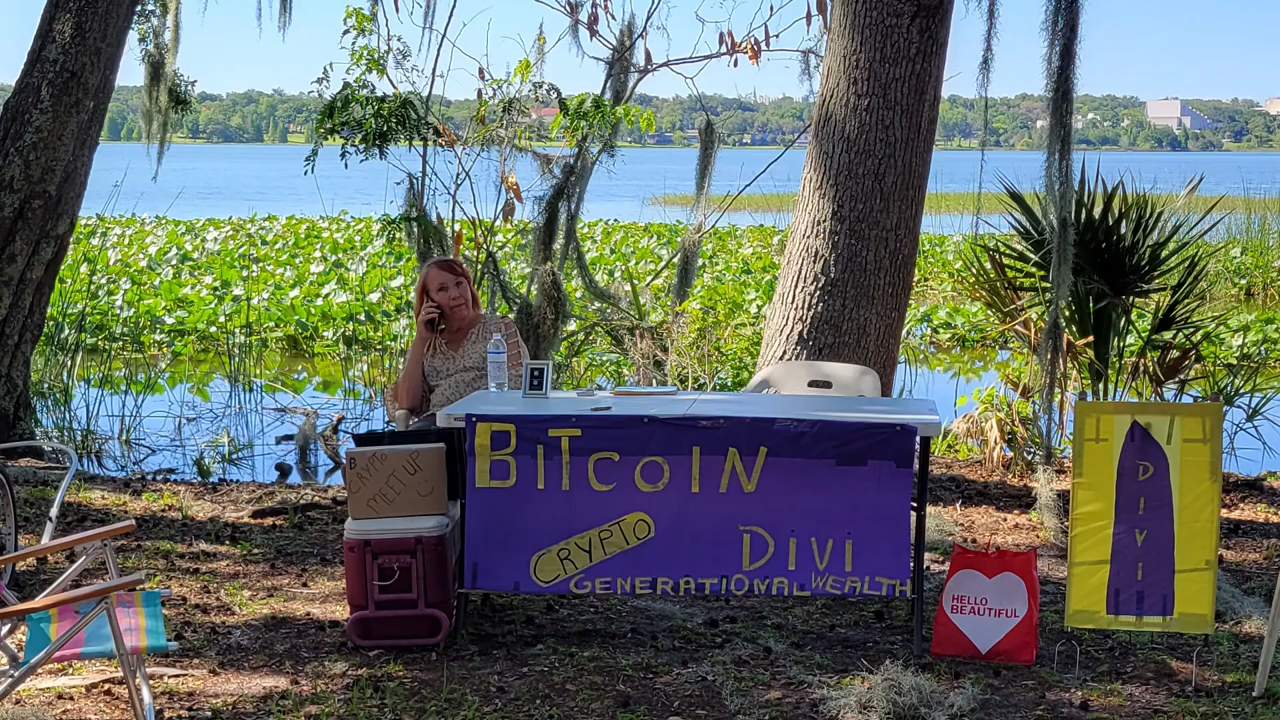 BITCOIN
CRYPTO
DIVI
GENERATIONAL WEALTH
B
CRYPTO
MEET UP
HELLO
BEAUTIFUL
DIVI